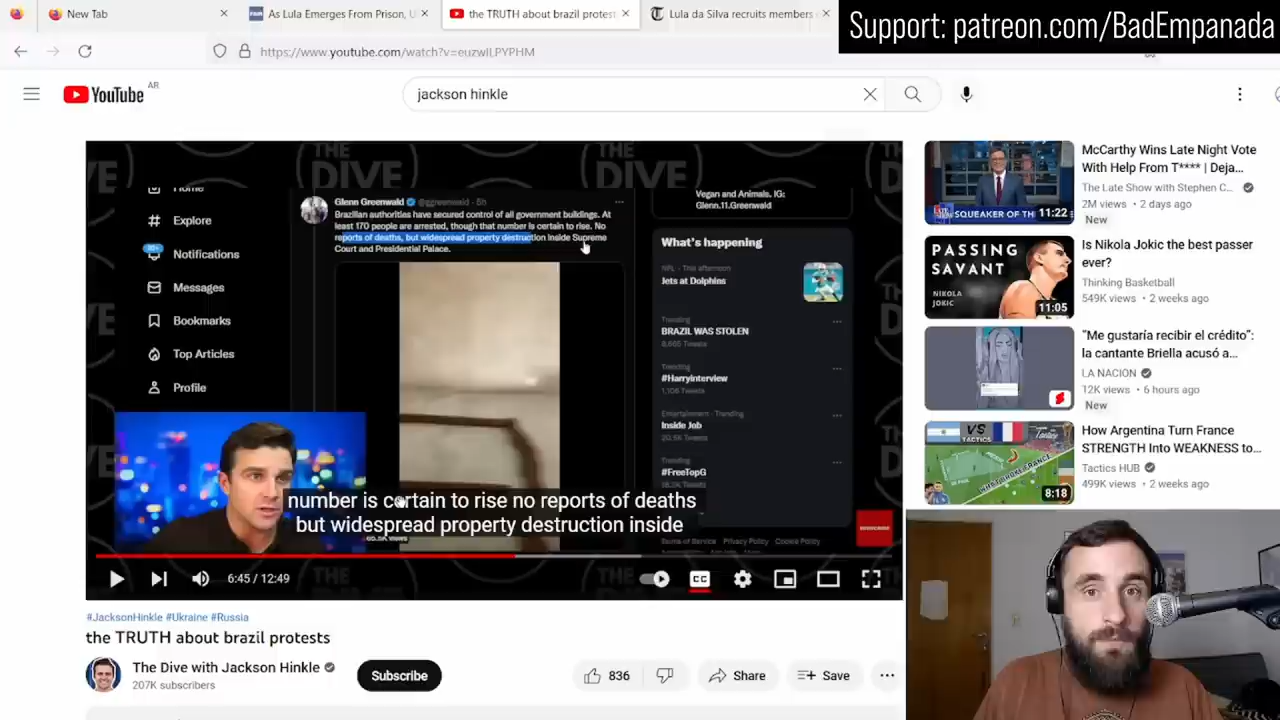 New Tab
As Lula Emerges From Prison, U
the TRUTH about brazil protest
Lula da Silva recruits members
Support: patreon.com/BadEmpanada
https://www.youtube.com/watch?v=euzwILPYPHM
YouTube AR
jackson hinkle
THE DIVE
Home
Explore
Notifications
Messages
Bookmarks
Top Articles
Profile
Glenn Greenwald @ggreenwald · 5h
Brazilian authorities have secured control of all government buildings. At
least 170 people are arrested, though that number is certain to rise. No
reports of deaths, but widespread property destruction inside Supreme
Court and Presidential Palace.
Vegan and Animals. IG:
Glenn.11.Greenwald
What's happening
NFL · This afternoon
Jets at Dolphins
Trending
BRAZIL WAS STOLEN
8,665 Tweets
Trending
#Harryinterview
1,106 Tweets
Entertainment · Trending
Inside Job
20.9K Tweets
Trending
#FreeTopG
Terms of Service Privacy Policy Cookie Policy
number is certain to rise no reports of deaths
but widespread property destruction inside
SUBSCRIBE
6:45 / 12:49
CC
#JacksonHinkle #Ukraine #Russia
the TRUTH about brazil protests
The Dive with Jackson Hinkle
207K subscribers
Subscribe
836
Share
Save
McCarthy Wins Late Night Vote
With Help From T**** | Deja...
The Late Show with Stephen C...
2M views · 2 days ago
New
SQUEAKER OF THE
11:22
Is Nikola Jokic the best passer
ever?
Thinking Basketball
549K views · 2 weeks ago
PASSING
SAVANT
NIKOLA
JOKIC
11:05
"Me gustaría recibir el crédito":
la cantante Briella acusó a...
LA NACION
12K views · 6 hours ago
New
How Argentina Turn France
STRENGTH Into WEAKNESS to...
Tactics HUB
499K views · 2 weeks ago
VS
TACTICS
8:18